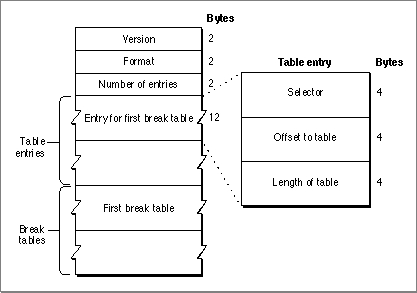 Bytes
Version 2
Format 2
Number of entries 2
Entry for first break table 12
Table
entries
First break table
Break
tables
Table entry Bytes
Selector 4
Offset to table 4
Length of table 4